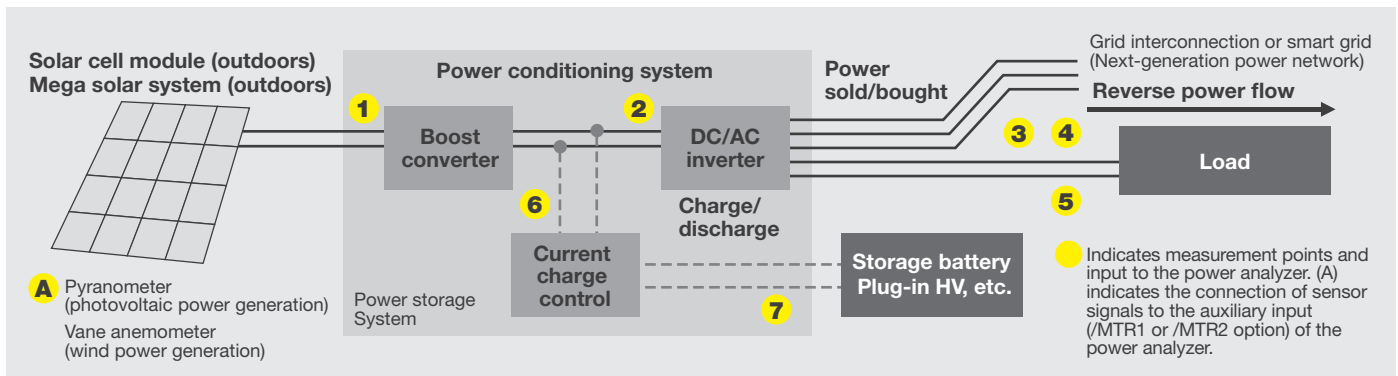 Solar cell module (outdoors)
Mega solar system (outdoors)
A
Pyranometer
(photovoltaic power generation)
Vane anemometer
(wind power generation)
Power conditioning system
1
Boost
converter
2
DC/AC
inverter
6
Charge/
discharge
Current
charge
control
Power storage
System
7
Storage battery
Plug-in HV, etc.
Power
sold/bought
Grid interconnection or smart grid
(Next-generation power network)
Reverse power flow
3
4
Load
5
Indicates measurement points and
input to the power analyzer. (A)
indicates the connection of sensor
signals to the auxiliary input
(/MTR1 or /MTR2 option) of the
power analyzer.